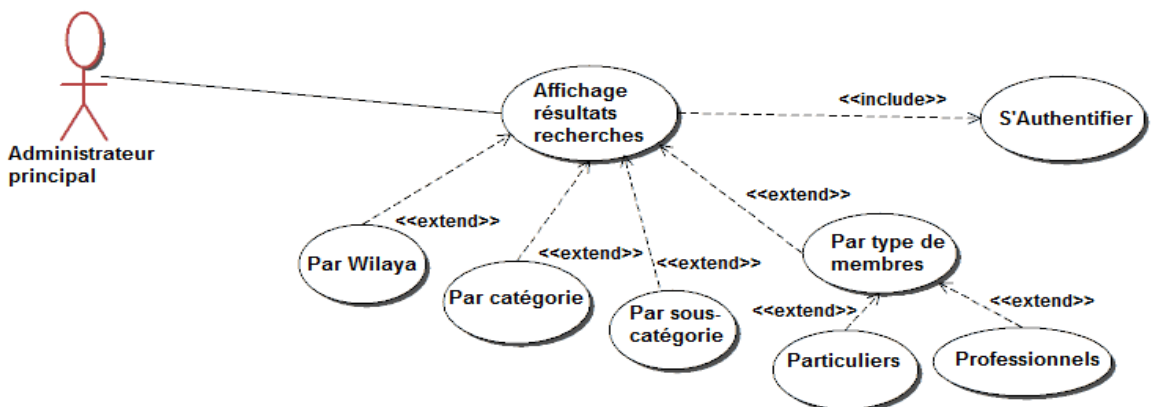 Affichage
résultats
recherches
<<include>>
S'Authentifier
Administrateur
principal
<<extend>>
<<extend>>
<<extend>>
<<extend>>
Par Wilaya
Par catégorie
Par sous-
catégorie
Par type de
membres
<<extend>>
<<extend>>
Particuliers
Professionnels